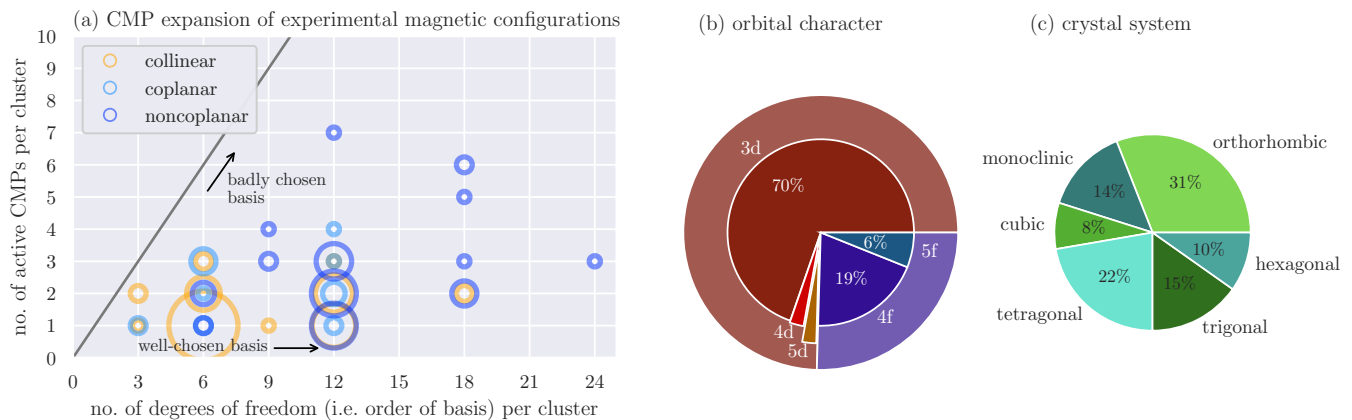 (a) CMP expansion of experimental magnetic configurations
no. of active CMPs per cluster
10
9
8
7
6
5
4
3
2
1
0
collinear
coplanar
noncoplanar
badly chosen
basis
well-chosen basis
0 3 6 9 12 15 18 21 24
no. of degrees of freedom (i.e. order of basis) per cluster
(b) orbital character
3d
70%
6%
5f
19%
4f
4d
5d
(c) crystal system
orthorhombic
31%
monoclinic
14%
cubic
8%
tetragonal
22%
trigonal
15%
hexagonal
10%